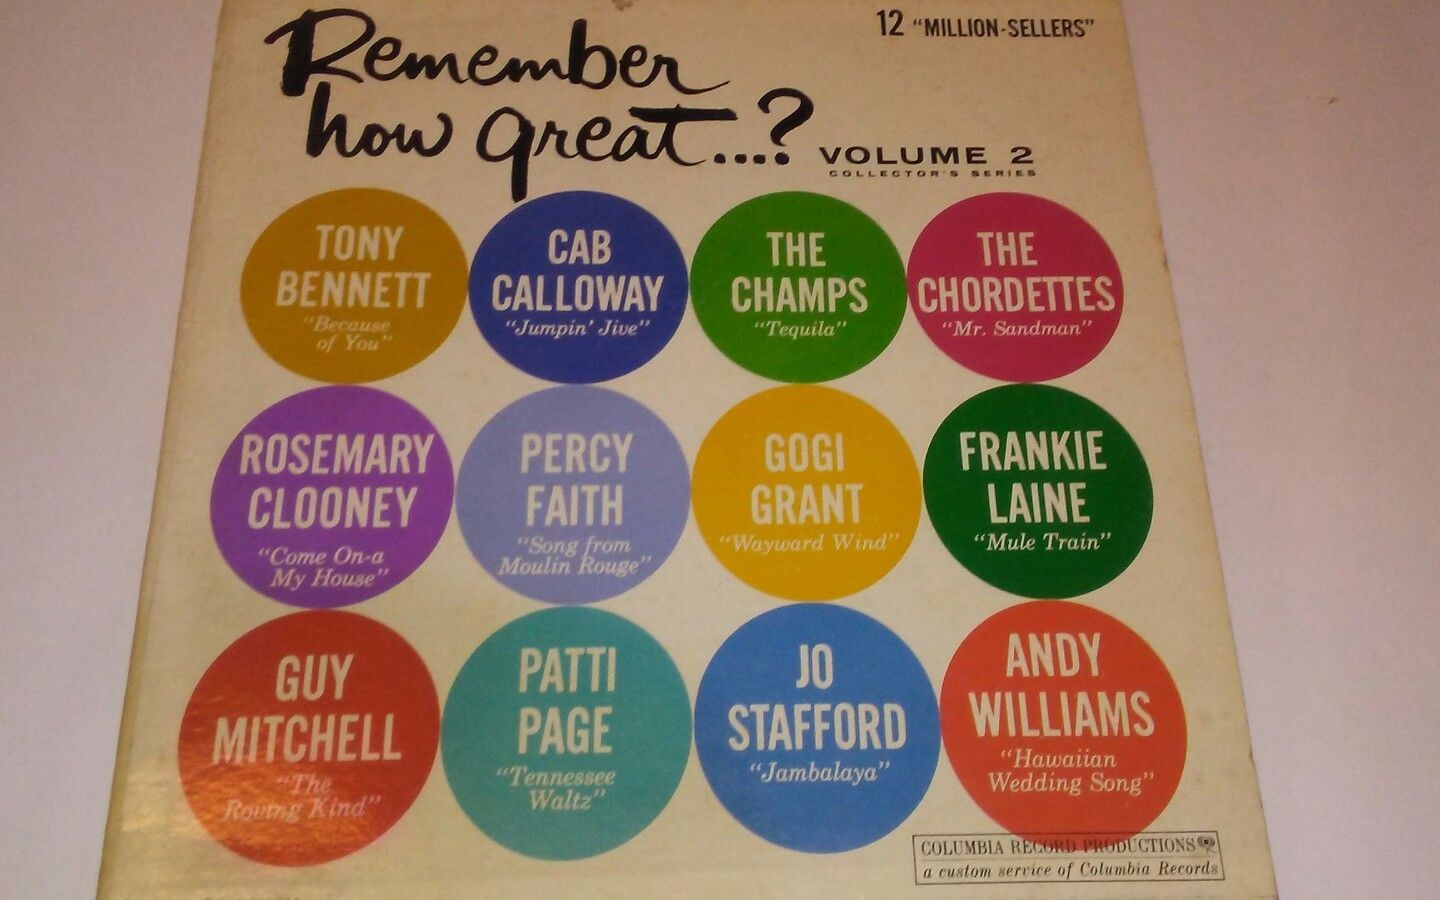 12 "MILLION-SELLERS"
Remember
how great...?
VOLUME 2
COLLECTOR'S SERIES
TONY
BENNETT
"Because
of You"
CAB
CALLOWAY
"Jumpin' Jive"
THE
CHAMPS
"Tequila"
THE
CHORDETTES
"Mr. Sandman"
ROSEMARY
CLOONEY
"Come On-a
My House"
PERCY
FAITH
"Song from
Moulin Rouge"
GOGI
GRANT
"Wayward Wind"
FRANKIE
LAINE
"Mule Train"
GUY
MITCHELL
"The
Roving Kind"
PATTI
PAGE
"Tennessee
Waltz"
JO
STAFFORD
"Jambalaya"
ANDY
WILLIAMS
"Hawaiian
Wedding Song"
COLUMBIA RECORD PRODUCTIONS
a custom service of Columbia Records